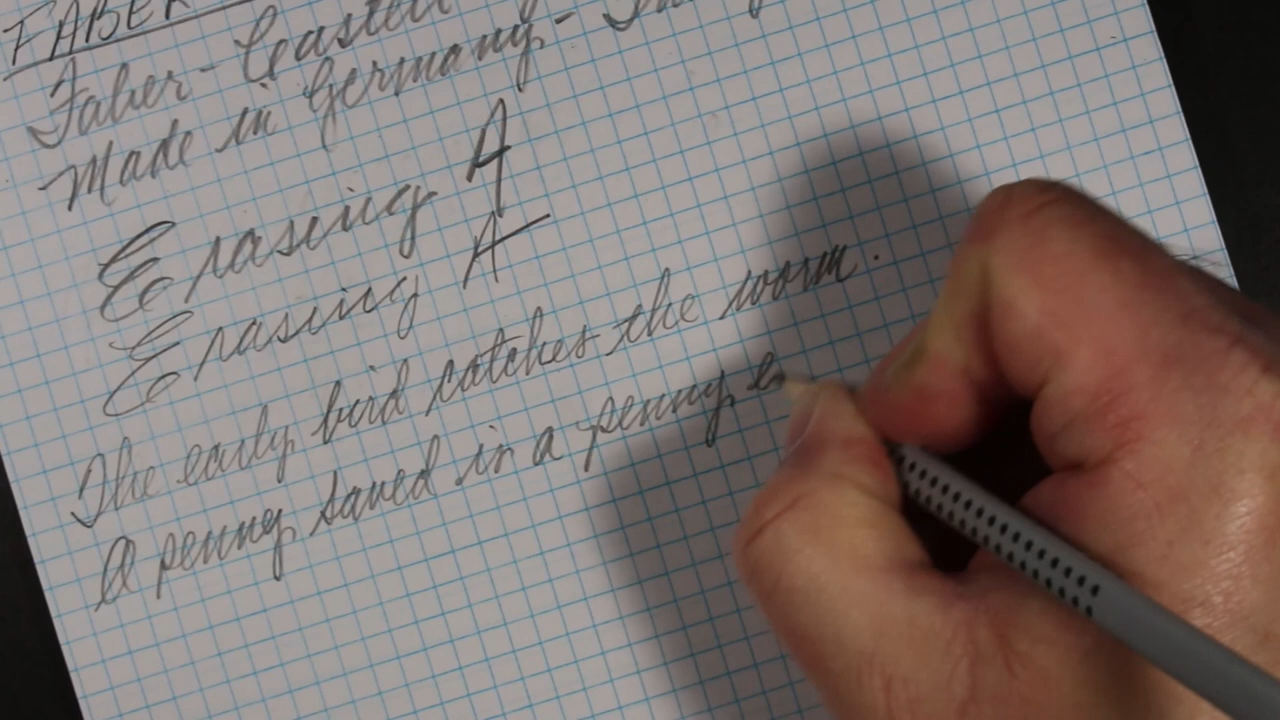 FABER
Faber-Castell
Made in Germany -
Erasing A
Erasing A
The early bird catches the worm.
A penny saved is a penny